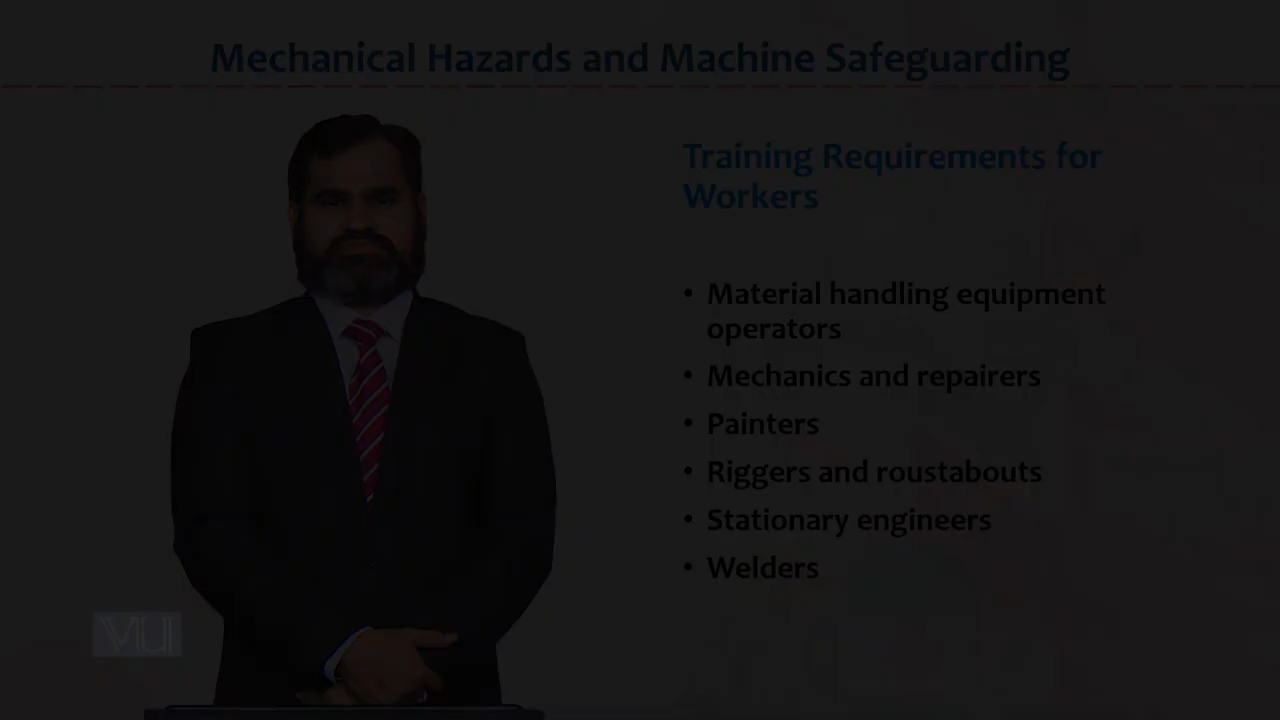 Mechanical Hazards and Machine Safeguarding
Training Requirements for
Workers
• Material handling equipment
operators
• Mechanics and repairers
• Painters
• Riggers and roustabouts
• Stationary engineers
• Welders
VU